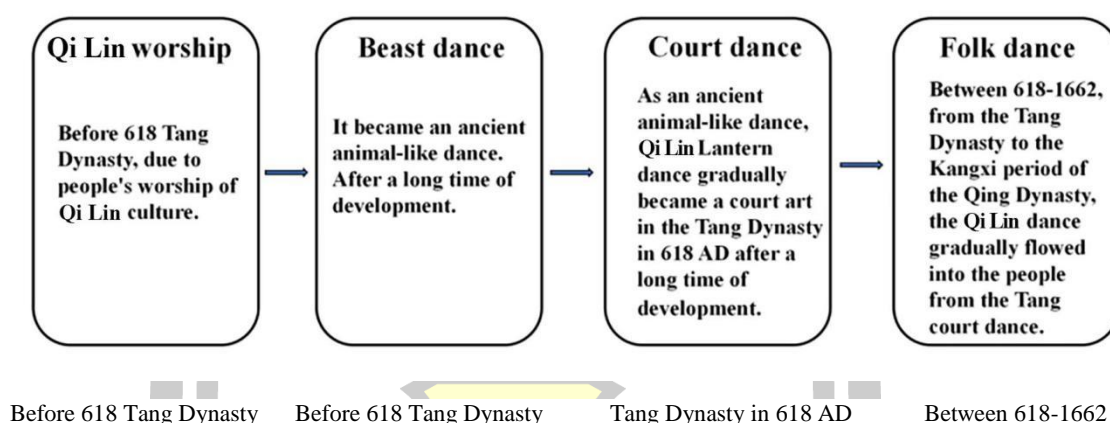 Qi Lin worship
Before 618 Tang
Dynasty, due to
people's worship of
Qi Lin culture.
Beast dance
It became an ancient
animal-like dance.
After a long time of
development.
Court dance
As an ancient
animal-like dance,
Qi Lin Lantern
dance gradually
became a court art
in the Tang Dynasty
in 618 AD after a
long time of
development.
Folk dance
Between 618-1662,
from the Tang
Dynasty to the
Kangxi period of
the Qing Dynasty,
the Qi Lin dance
gradually flowed
into the people
from the Tang
court dance.
Before 618 Tang Dynasty
Before 618 Tang Dynasty
Tang Dynasty in 618 AD
Between 618-1662